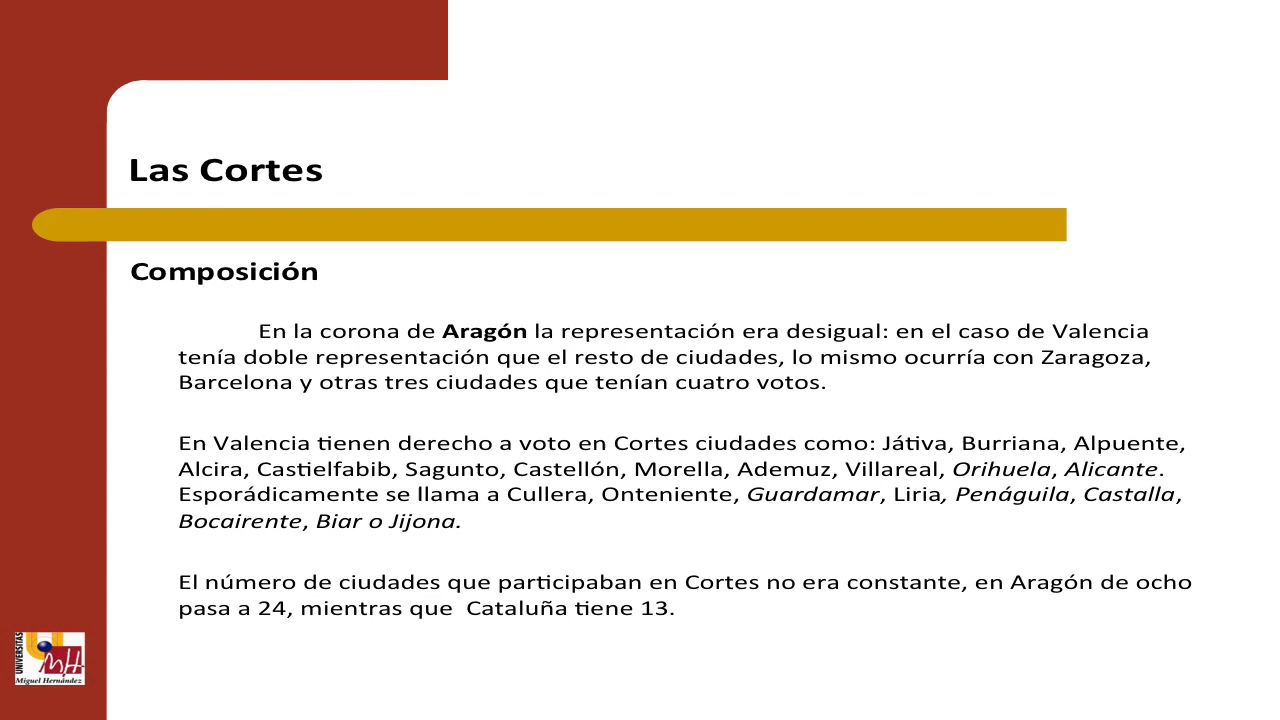 Las Cortes
Composición
En la corona de Aragón la representación era desigual: en el caso de Valencia
tenía doble representación que el resto de ciudades, lo mismo ocurría con Zaragoza,
Barcelona y otras tres ciudades que tenían cuatro votos.
En Valencia tienen derecho a voto en Cortes ciudades como: Játiva, Burriana, Alpuente,
Alcira, Castielfabib, Sagunto, Castellón, Morella, Ademuz, Villareal, Orihuela, Alicante.
Esporádicamente se llama a Cullera, Onteniente, Guardamar, Liria, Penáguila, Castalla,
Bocairente, Biar o Jijona.
El número de ciudades que participaban en Cortes no era constante, en Aragón de ocho
pasa a 24, mientras que  Cataluña tiene 13.
UNIVERSITAS
MH
Miguel Hernández